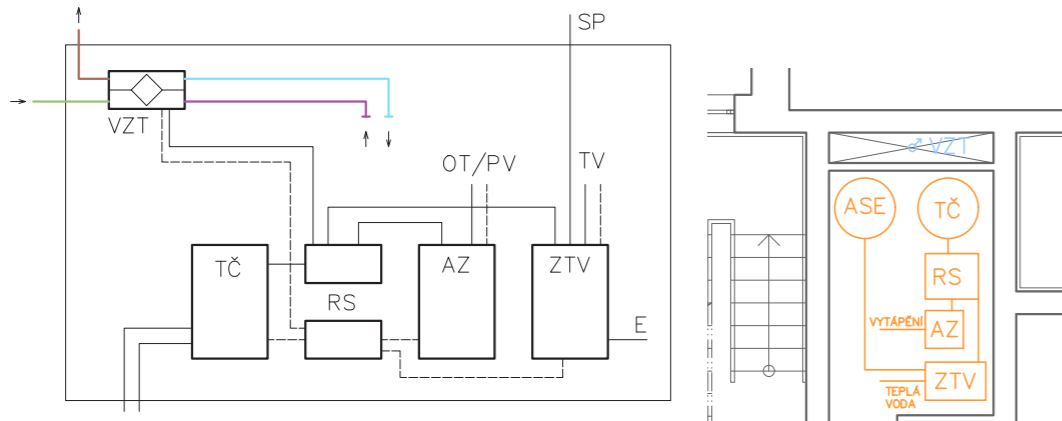 SP
VZT
OT/PV
TV
TČ
AZ
ZTV
RS
E
VZT
ASE
TČ
RS
VYTÁPĚNÍ
AZ
ZTV
TEPLÁ
VODA